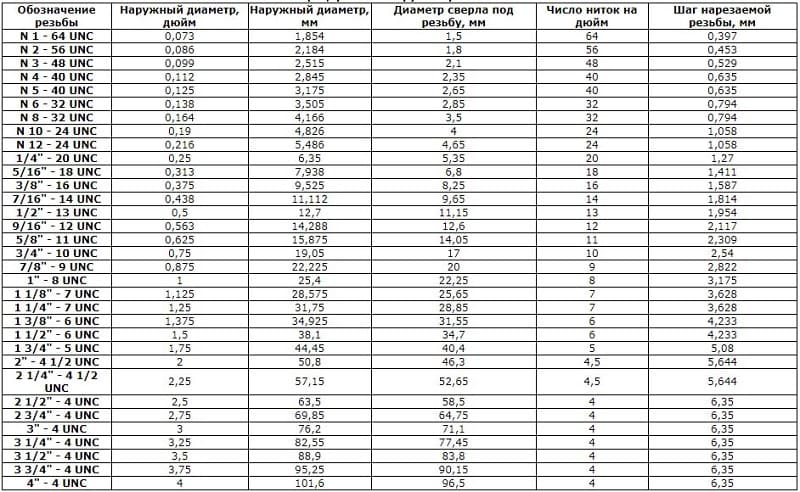 Обозначение резьбы Наружный диаметр, дюйм Наружный диаметр, мм Диаметр сверла под резьбу, мм Число ниток на дюйм Шаг нарезаемой резьбы, мм
N 1 - 64 UNC 0,073 1,854 1,5 64 0,397
N 2 - 56 UNC 0,086 2,184 1,8 56 0,453
N 3 - 48 UNC 0,099 2,515 2,1 48 0,529
N 4 - 40 UNC 0,112 2,845 2,35 40 0,635
N 5 - 40 UNC 0,125 3,175 2,65 40 0,635
N 6 - 32 UNC 0,138 3,505 2,85 32 0,794
N 8 - 32 UNC 0,164 4,166 3,5 32 0,794
N 10 - 24 UNC 0,19 4,826 4 24 1,058
N 12 - 24 UNC 0,216 5,486 4,65 24 1,058
1/4" - 20 UNC 0,25 6,35 5,35 20 1,27
5/16" - 18 UNC 0,313 7,938 6,8 18 1,411
3/8" - 16 UNC 0,375 9,525 8,25 16 1,587
7/16" - 14 UNC 0,438 11,112 9,65 14 1,814
1/2" - 13 UNC 0,5 12,7 11,15 13 1,954
9/16" - 12 UNC 0,563 14,288 12,6 12 2,117
5/8" - 11 UNC 0,625 15,875 14,05 11 2,309
3/4" - 10 UNC 0,75 19,05 17 10 2,54
7/8" - 9 UNC 0,875 22,225 20 9 2,822
1" - 8 UNC 1 25,4 22,25 8 3,175
1 1/8" - 7 UNC 1,125 28,575 25,65 7 3,628
1 1/4" - 7 UNC 1,25 31,75 28,85 7 3,628
1 3/8" - 6 UNC 1,375 34,925 31,55 6 4,233
1 1/2" - 6 UNC 1,5 38,1 34,7 6 4,233
1 3/4" - 5 UNC 1,75 44,45 40,4 5 5,08
2" - 4 1/2 UNC 2 50,8 46,3 4,5 5,644
2 1/4" - 4 1/2 UNC 2,25 57,15 52,65 4,5 5,644
2 1/2" - 4 UNC 2,5 63,5 58,5 4 6,35
2 3/4" - 4 UNC 2,75 69,85 64,75 4 6,35
3" - 4 UNC 3 76,2 71,1 4 6,35
3 1/4" - 4 UNC 3,25 82,55 77,45 4 6,35
3 1/2" - 4 UNC 3,5 88,9 83,8 4 6,35
3 3/4" - 4 UNC 3,75 95,25 90,15 4 6,35
4" - 4 UNC 4 101,6 96,5 4 6,35